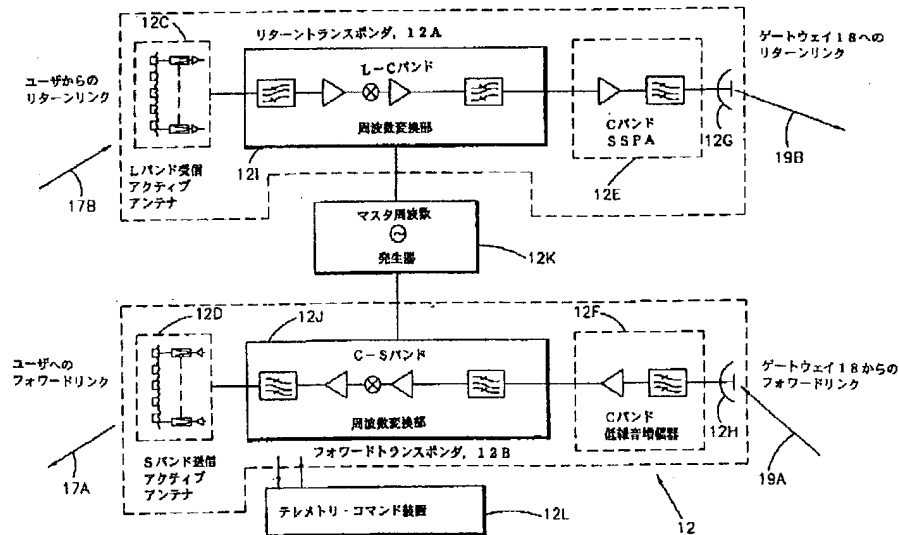 12C
リターントランスポンダ, 12A
ゲートウェイ18への
リターンリンク
ユーザからの
リターンリンク
L−Cバンド
周波数変換部
Cバンド
SSPA
12G
19B
17B
Lバンド受信
アクティブ
アンテナ
12I
12E
マスタ周波数
発生器
12K
12D
12J
12F
ユーザへの
フォワードリンク
C−Sバンド
周波数変換部
Cバンド
低雑音増幅器
ゲートウェイ18からの
フォワードリンク
12H
17A
Sバンド送信
アクティブ
アンテナ
フォワードトランスポンダ, 12B
19A
テレメトリ・コマンド装置
12L
12